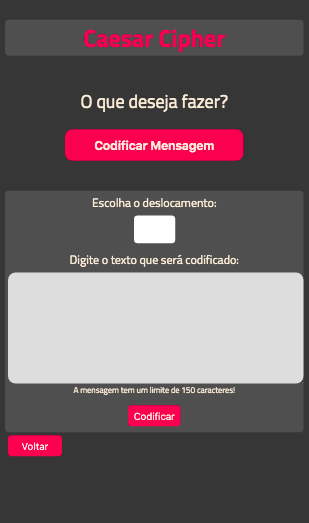 Caesar Cipher
O que deseja fazer?
Codificar Mensagem
Escolha o deslocamento:
Digite o texto que será codificado:
A mensagem tem um limite de 150 caracteres!
Codificar
Voltar